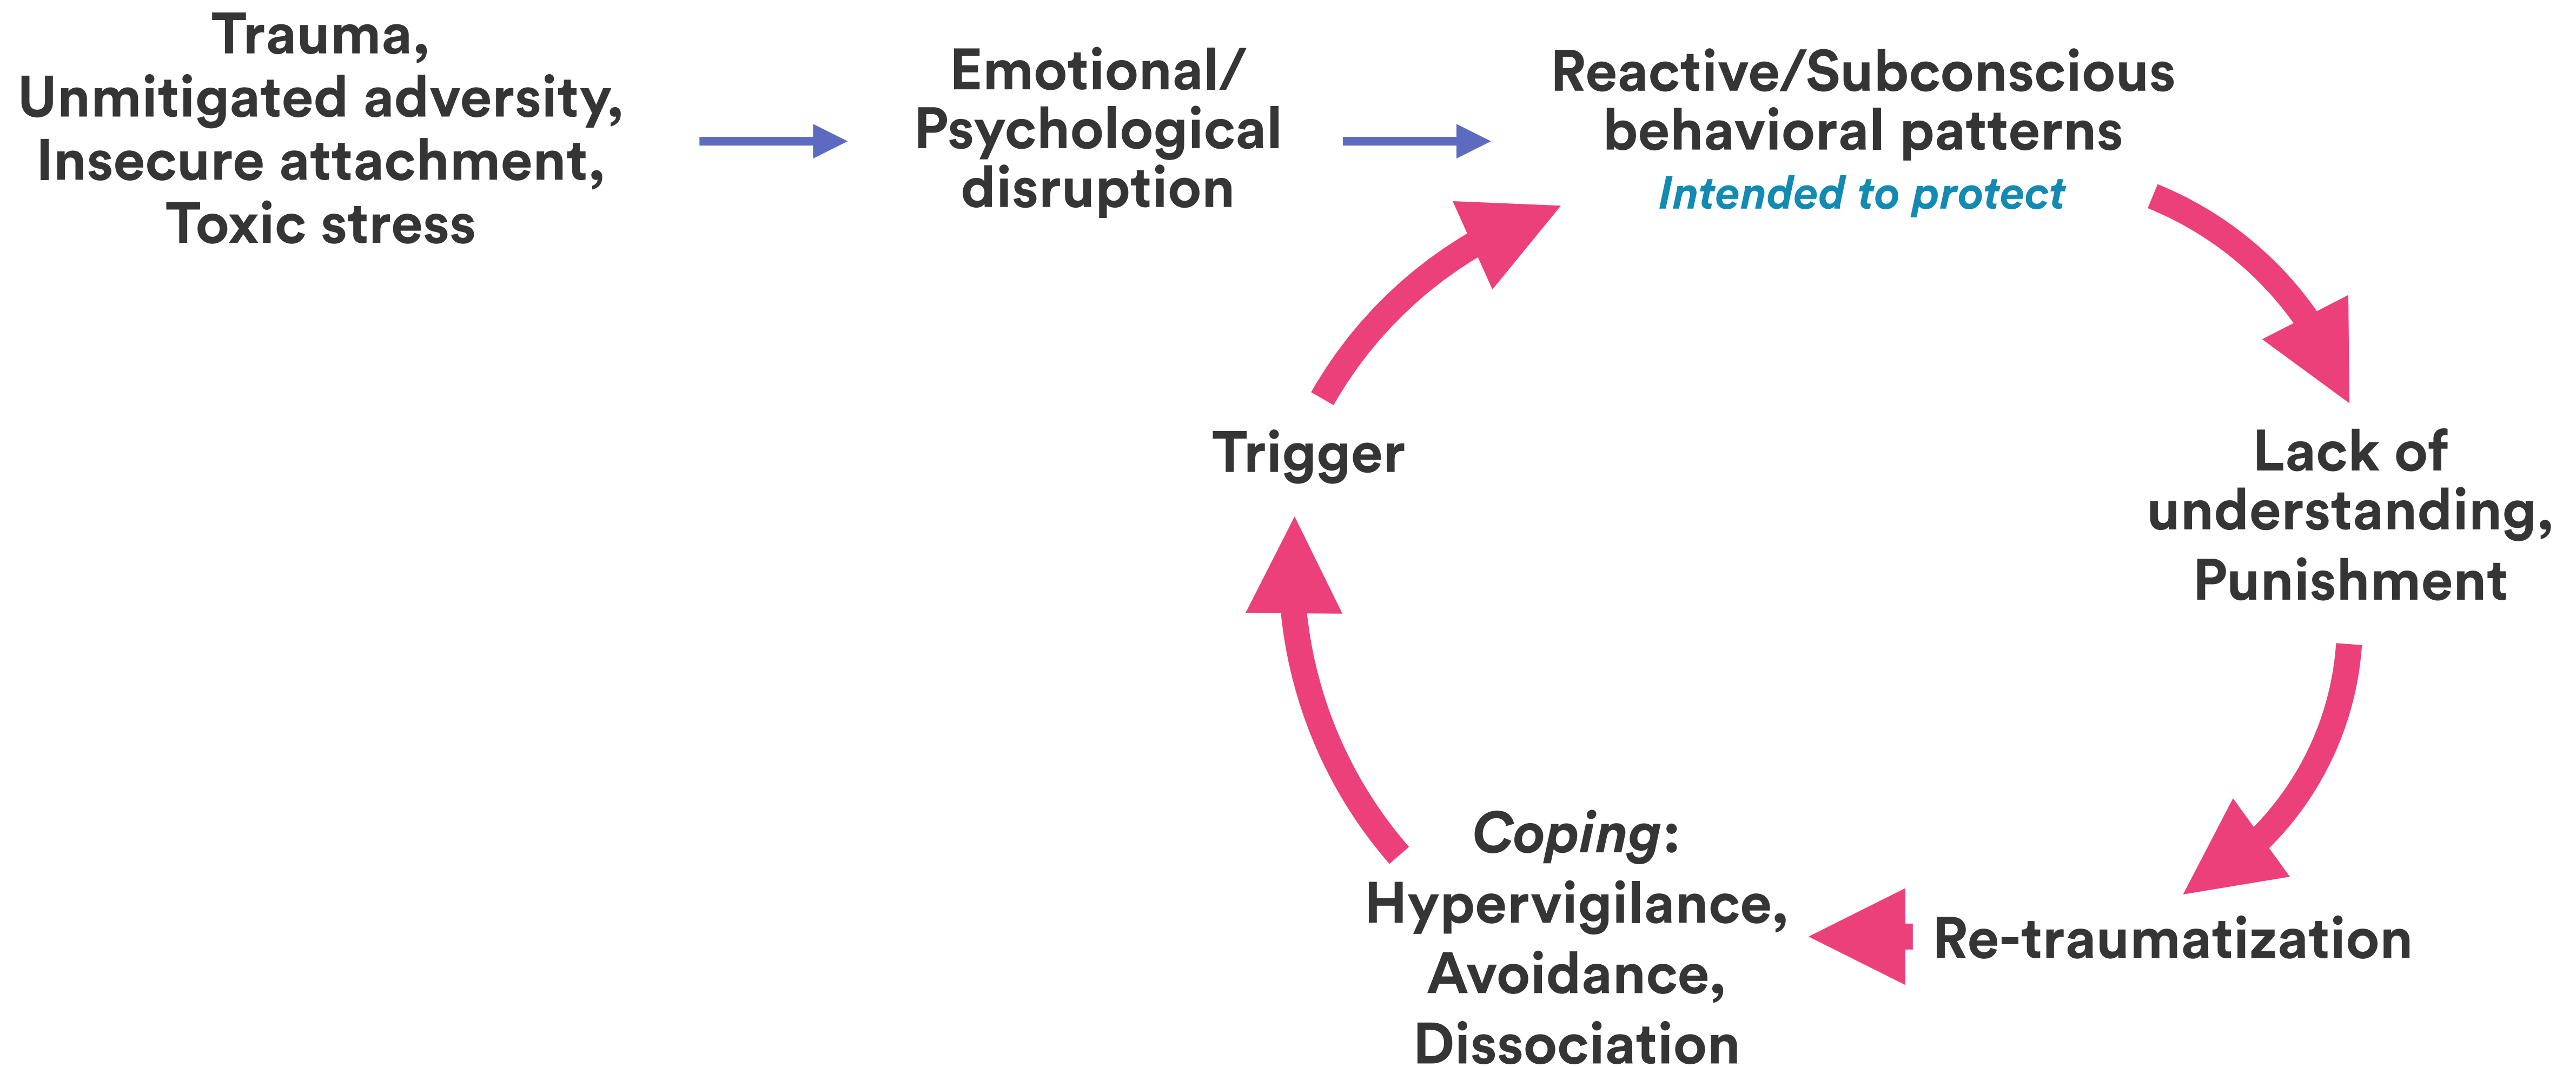 Trauma,
Unmitigated adversity,
Insecure attachment,
Toxic stress
Emotional/
Psychological
disruption
Reactive/Subconscious
behavioral patterns
Intended to protect
Lack of
understanding,
Punishment
Re-traumatization
Coping:
Hypervigilance,
Avoidance,
Dissociation
Trigger